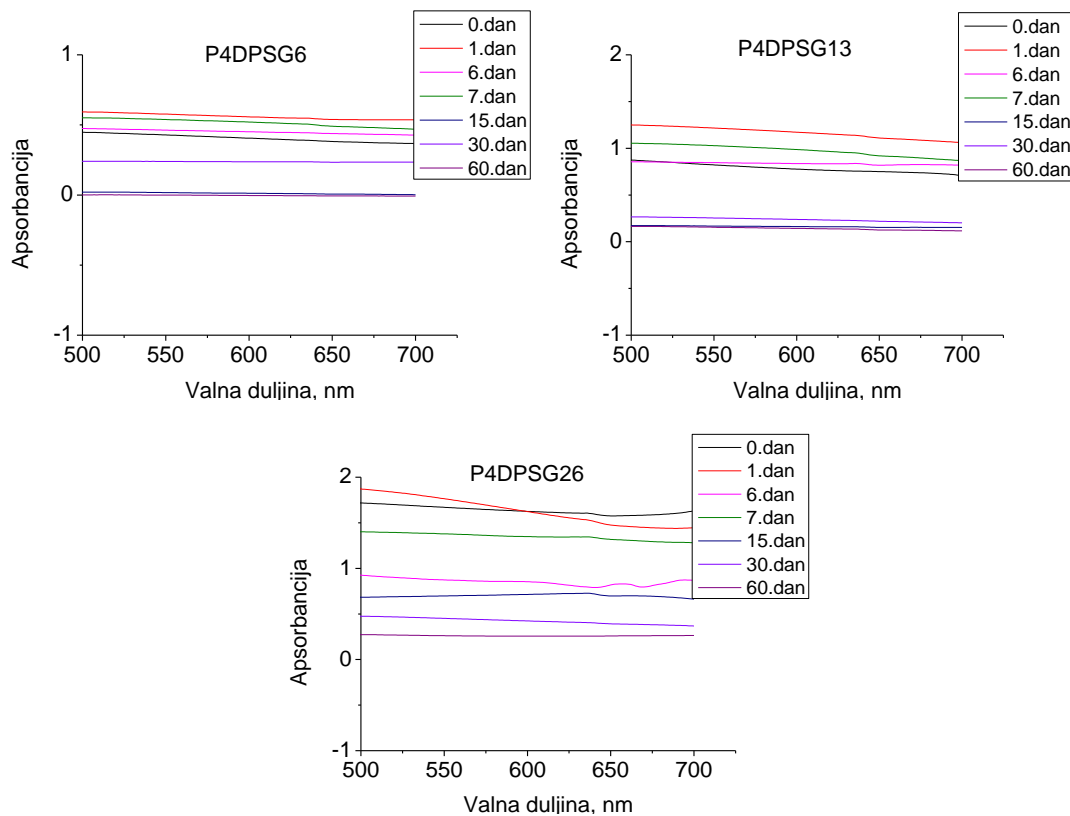 P4DPSG6
0.dan
1.dan
6.dan
7.dan
15.dan
30.dan
60.dan
1
0
-1
Apsorbancija
500 550 600 650 700
Valna duljina, nm
P4DPSG13
0.dan
1.dan
6.dan
7.dan
15.dan
30.dan
60.dan
2
1
0
-1
Apsorbancija
500 550 600 650 700
Valna duljina, nm
P4DPSG26
0.dan
1.dan
6.dan
7.dan
15.dan
30.dan
60.dan
2
1
0
-1
Apsorbancija
500 550 600 650 700
Valna duljina, nm